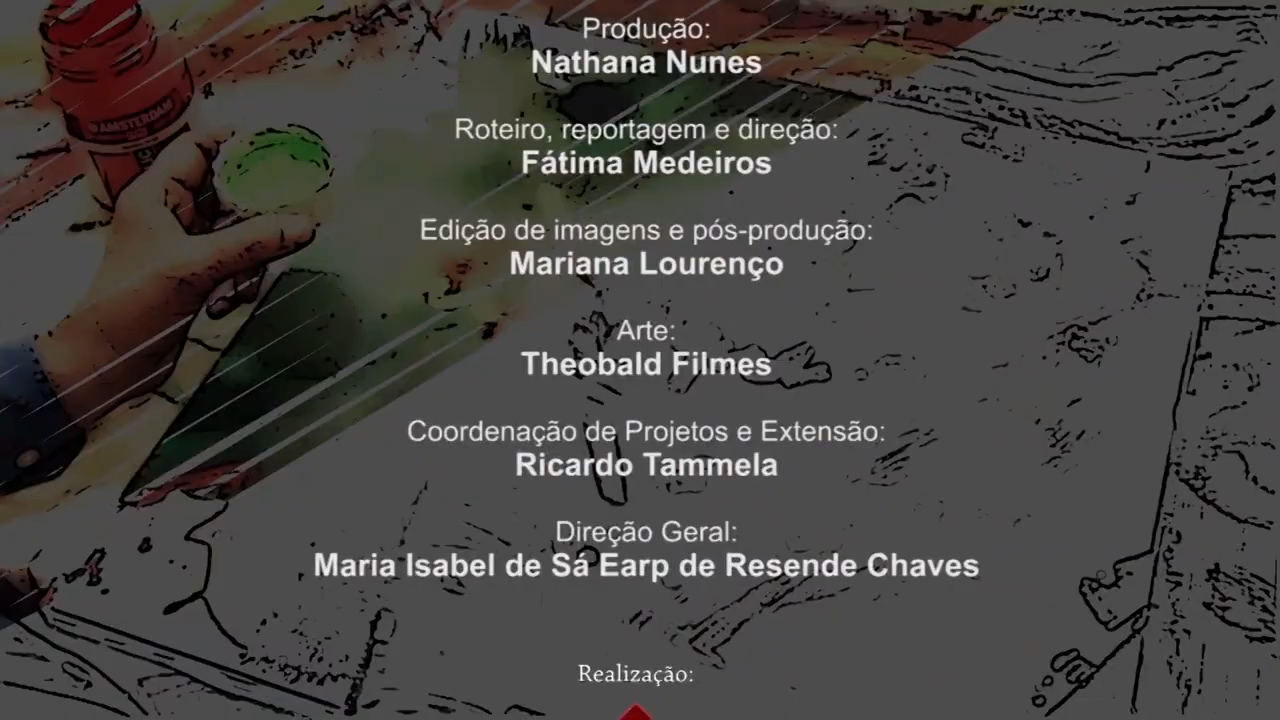 Produção:
Nathana Nunes
@AMSTERDAM
Roteiro, reportagem e direção:
Fátima Medeiros
Edição de imagens e pós-produção:
Mariana Lourenço
Arte:
Theobald Filmes
Coordenação de Projetos e Extensão:
Ricardo Tammela
Direção Geral:
Maria Isabel de Sá Earp de Resende Chaves
Realização: